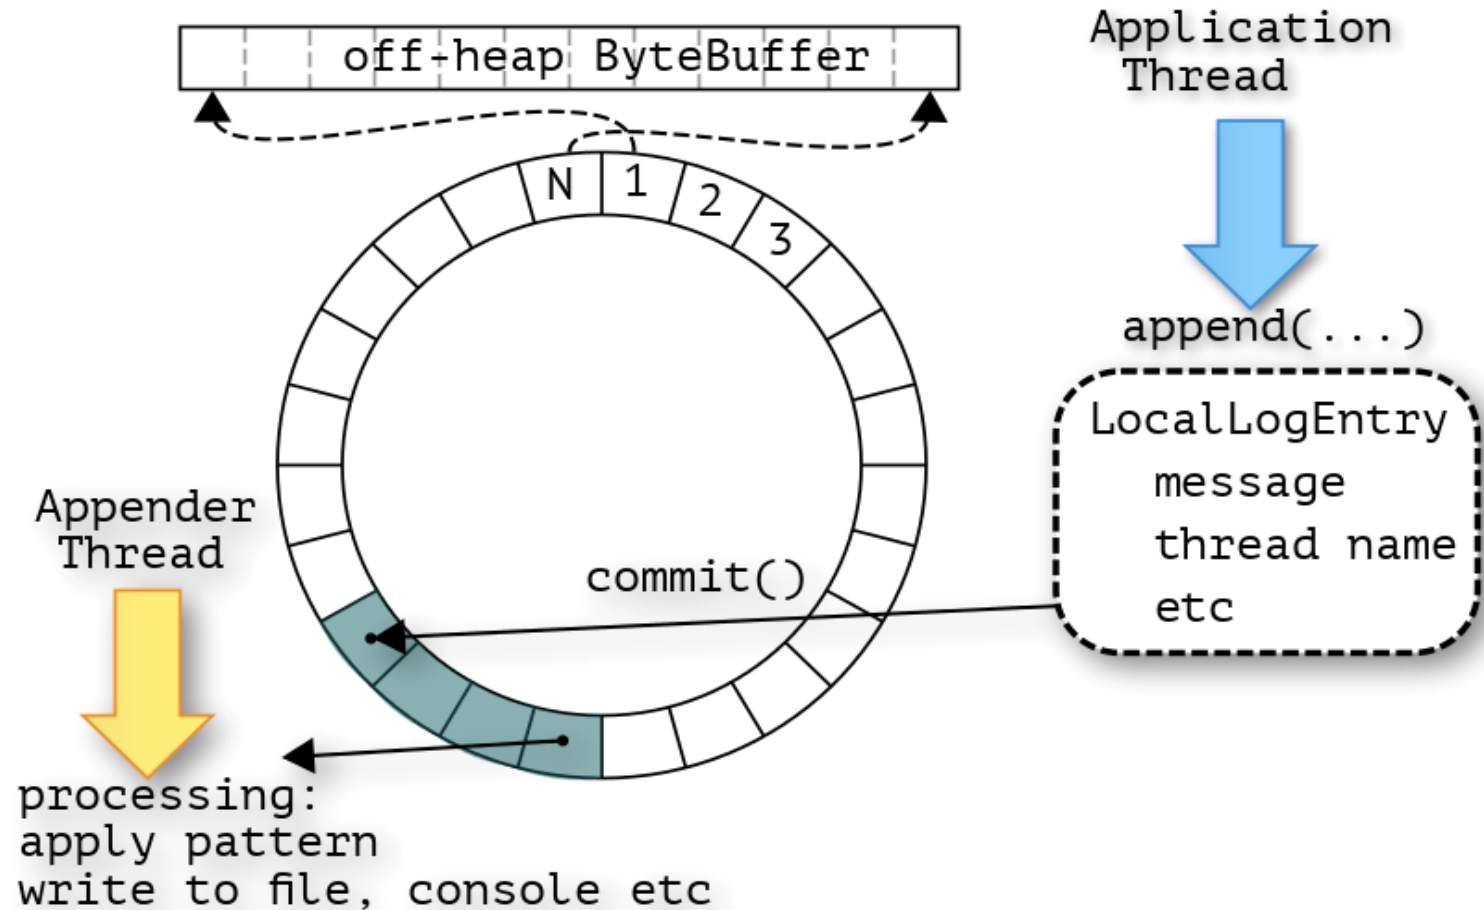 off-heap ByteBuffer
Application
Thread
N
1
2
3
append(...)
LocalLogEntry
message
thread name
etc
commit()
Appender
Thread
processing:
apply pattern
write to file, console etc